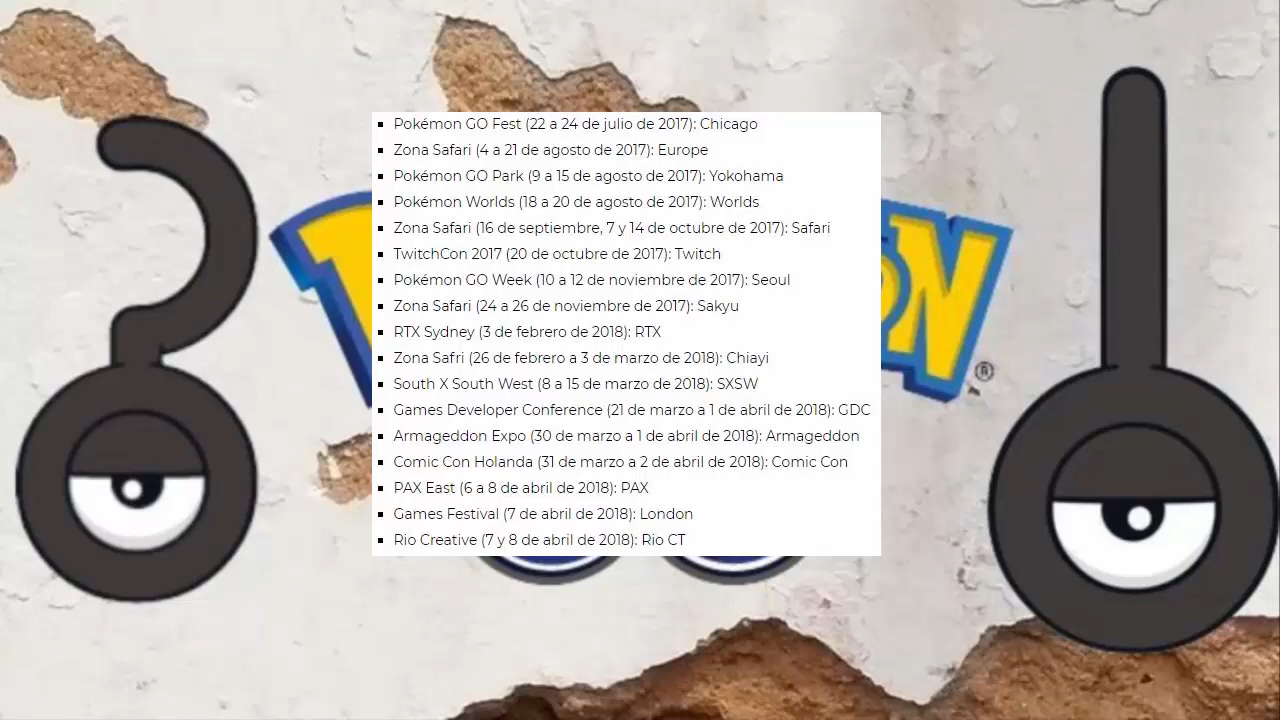 Pokémon GO Fest (22 a 24 de julio de 2017): Chicago
Zona Safari (4 a 21 de agosto de 2017): Europe
Pokémon GO Park (9 a 15 de agosto de 2017): Yokohama
Pokémon Worlds (18 a 20 de agosto de 2017): Worlds
Zona Safari (16 de septiembre, 7 y 14 de octubre de 2017): Safari
TwitchCon 2017 (20 de octubre de 2017): Twitch
Pokémon GO Week (10 a 12 de noviembre de 2017): Seoul
Zona Safari (24 a 26 de noviembre de 2017): Sakyu
RTX Sydney (3 de febrero de 2018): RTX
Zona Safri (26 de febrero a 3 de marzo de 2018): Chiayi
South X South West (8 a 15 de marzo de 2018): SXSW
Games Developer Conference (21 de marzo a 1 de abril de 2018): GDC
Armageddon Expo (30 de marzo a 1 de abril de 2018): Armageddon
Comic Con Holanda (31 de marzo a 2 de abril de 2018): Comic Con
PAX East (6 a 8 de abril de 2018): PAX
Games Festival (7 de abril de 2018): London
Rio Creative (7 y 8 de abril de 2018): Rio CT